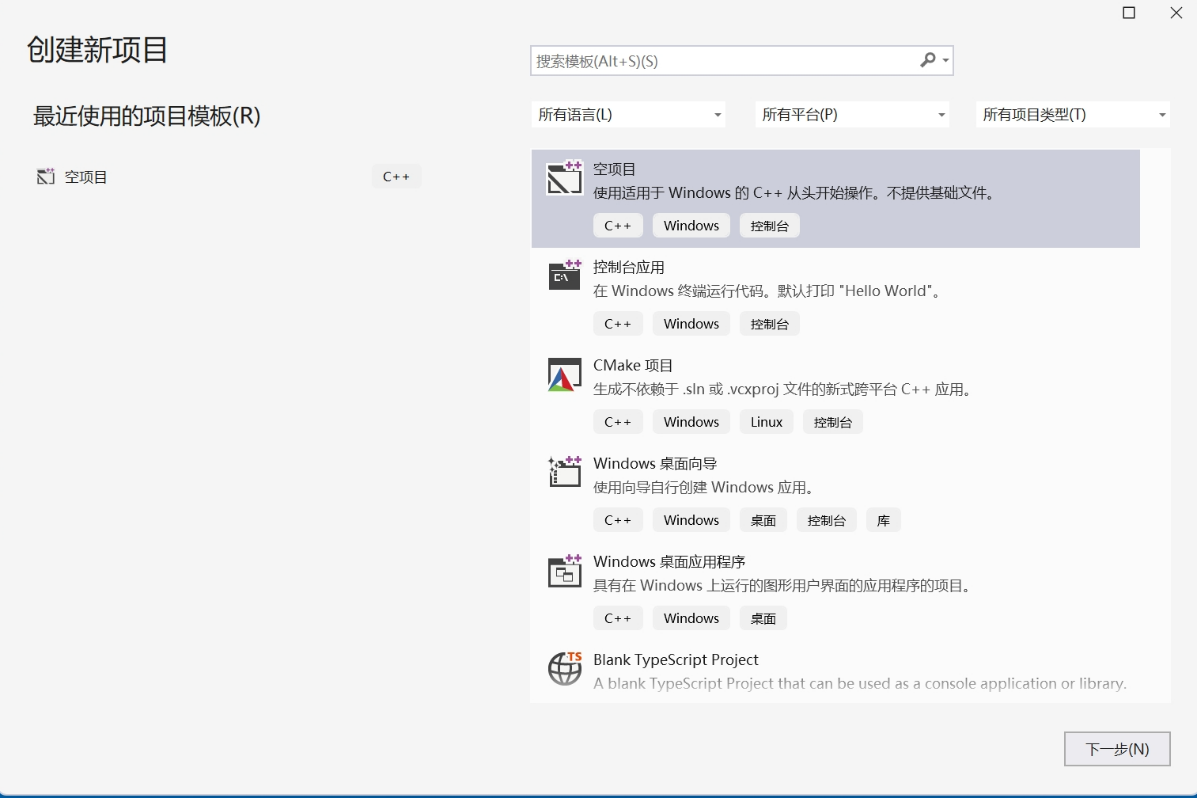 创建新项目
最近使用的项目模板(R)
空项目 C++
搜索模板(Alt+S)(S)
所有语言(L) 所有平台(P) 所有项目类型(T)
空项目
使用适用于 Windows 的 C++ 从头开始操作。不提供基础文件。
C++ Windows 控制台
控制台应用
在 Windows 终端运行代码。默认打印 "Hello World"。
C++ Windows 控制台
CMake 项目
生成不依赖于 .sln 或 .vcxproj 文件的新式跨平台 C++ 应用。
C++ Windows Linux 控制台
Windows 桌面向导
使用向导自行创建 Windows 应用。
C++ Windows 桌面 控制台 库
Windows 桌面应用程序
具有在 Windows 上运行的图形用户界面的应用程序的项目。
C++ Windows 桌面
Blank TypeScript Project
A blank TypeScript Project that can be used as a console application or library.
下一步(N)